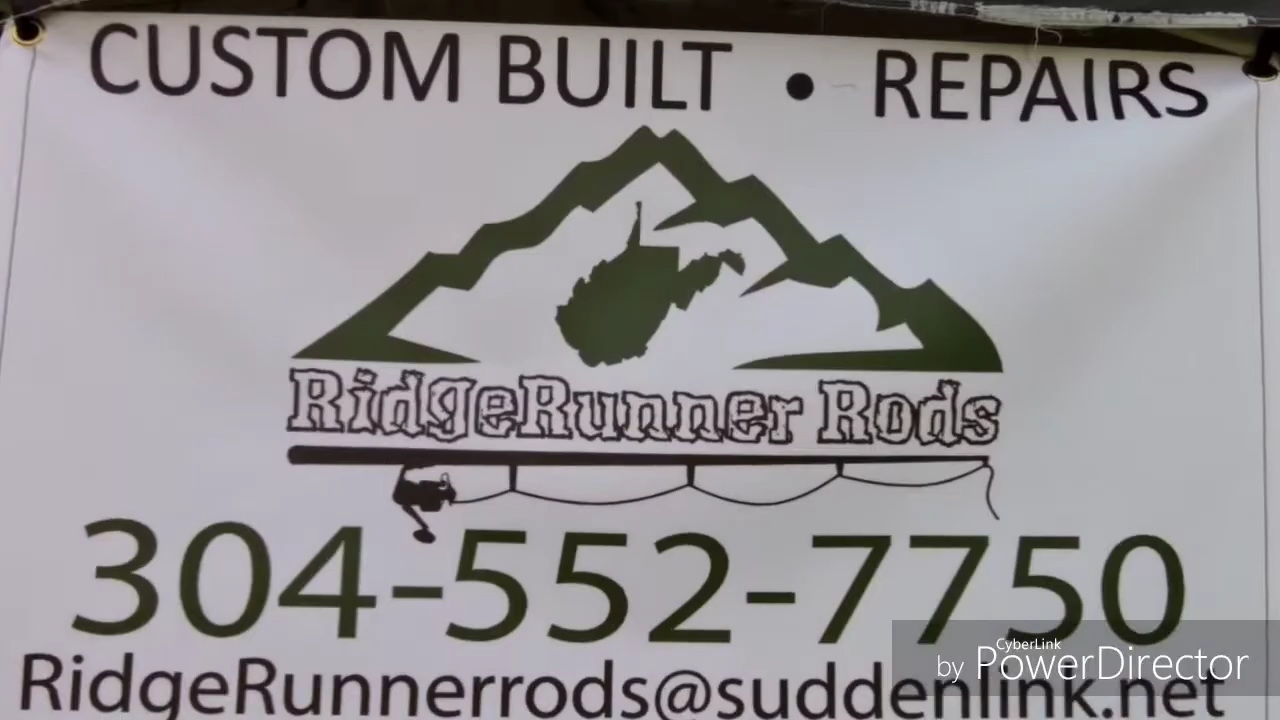 CUSTOM BUILT • REPAIRS
RidgeRunner Rods
304-552-7750
RidgeRunnerrods@suddenlink.net
CyberLink
by PowerDirector